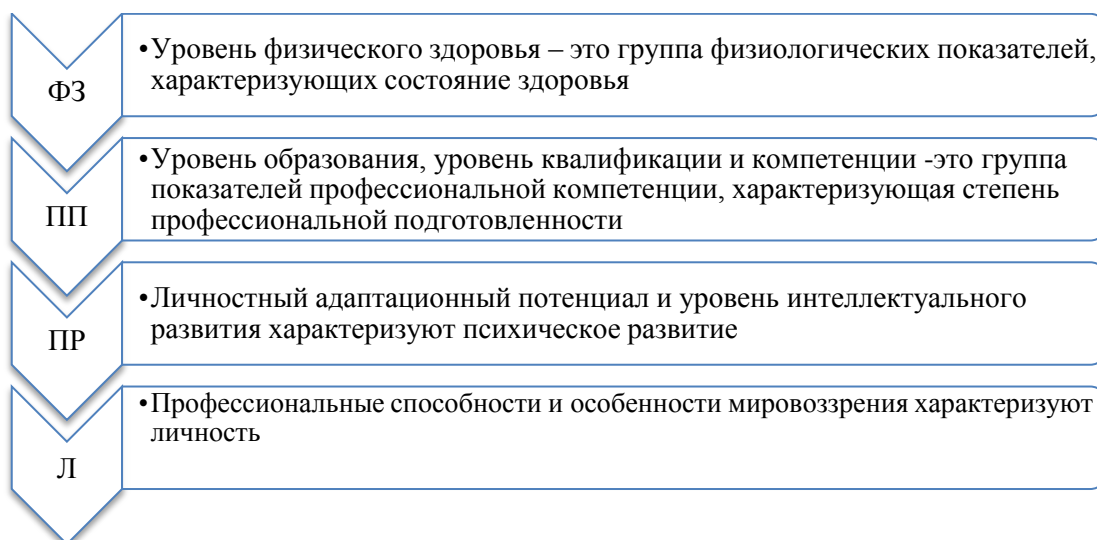 ФЗ
•Уровень физического здоровья – это группа физиологических показателей,
характеризующих состояние здоровья
ПП
•Уровень образования, уровень квалификации и компетенции -это группа
показателей профессиональной компетенции, характеризующая степень
профессиональной подготовленности
ПР
•Личностный адаптационный потенциал и уровень интеллектуального
развития характеризуют психическое развитие
Л
•Профессиональные способности и особенности мировоззрения характеризуют
личность